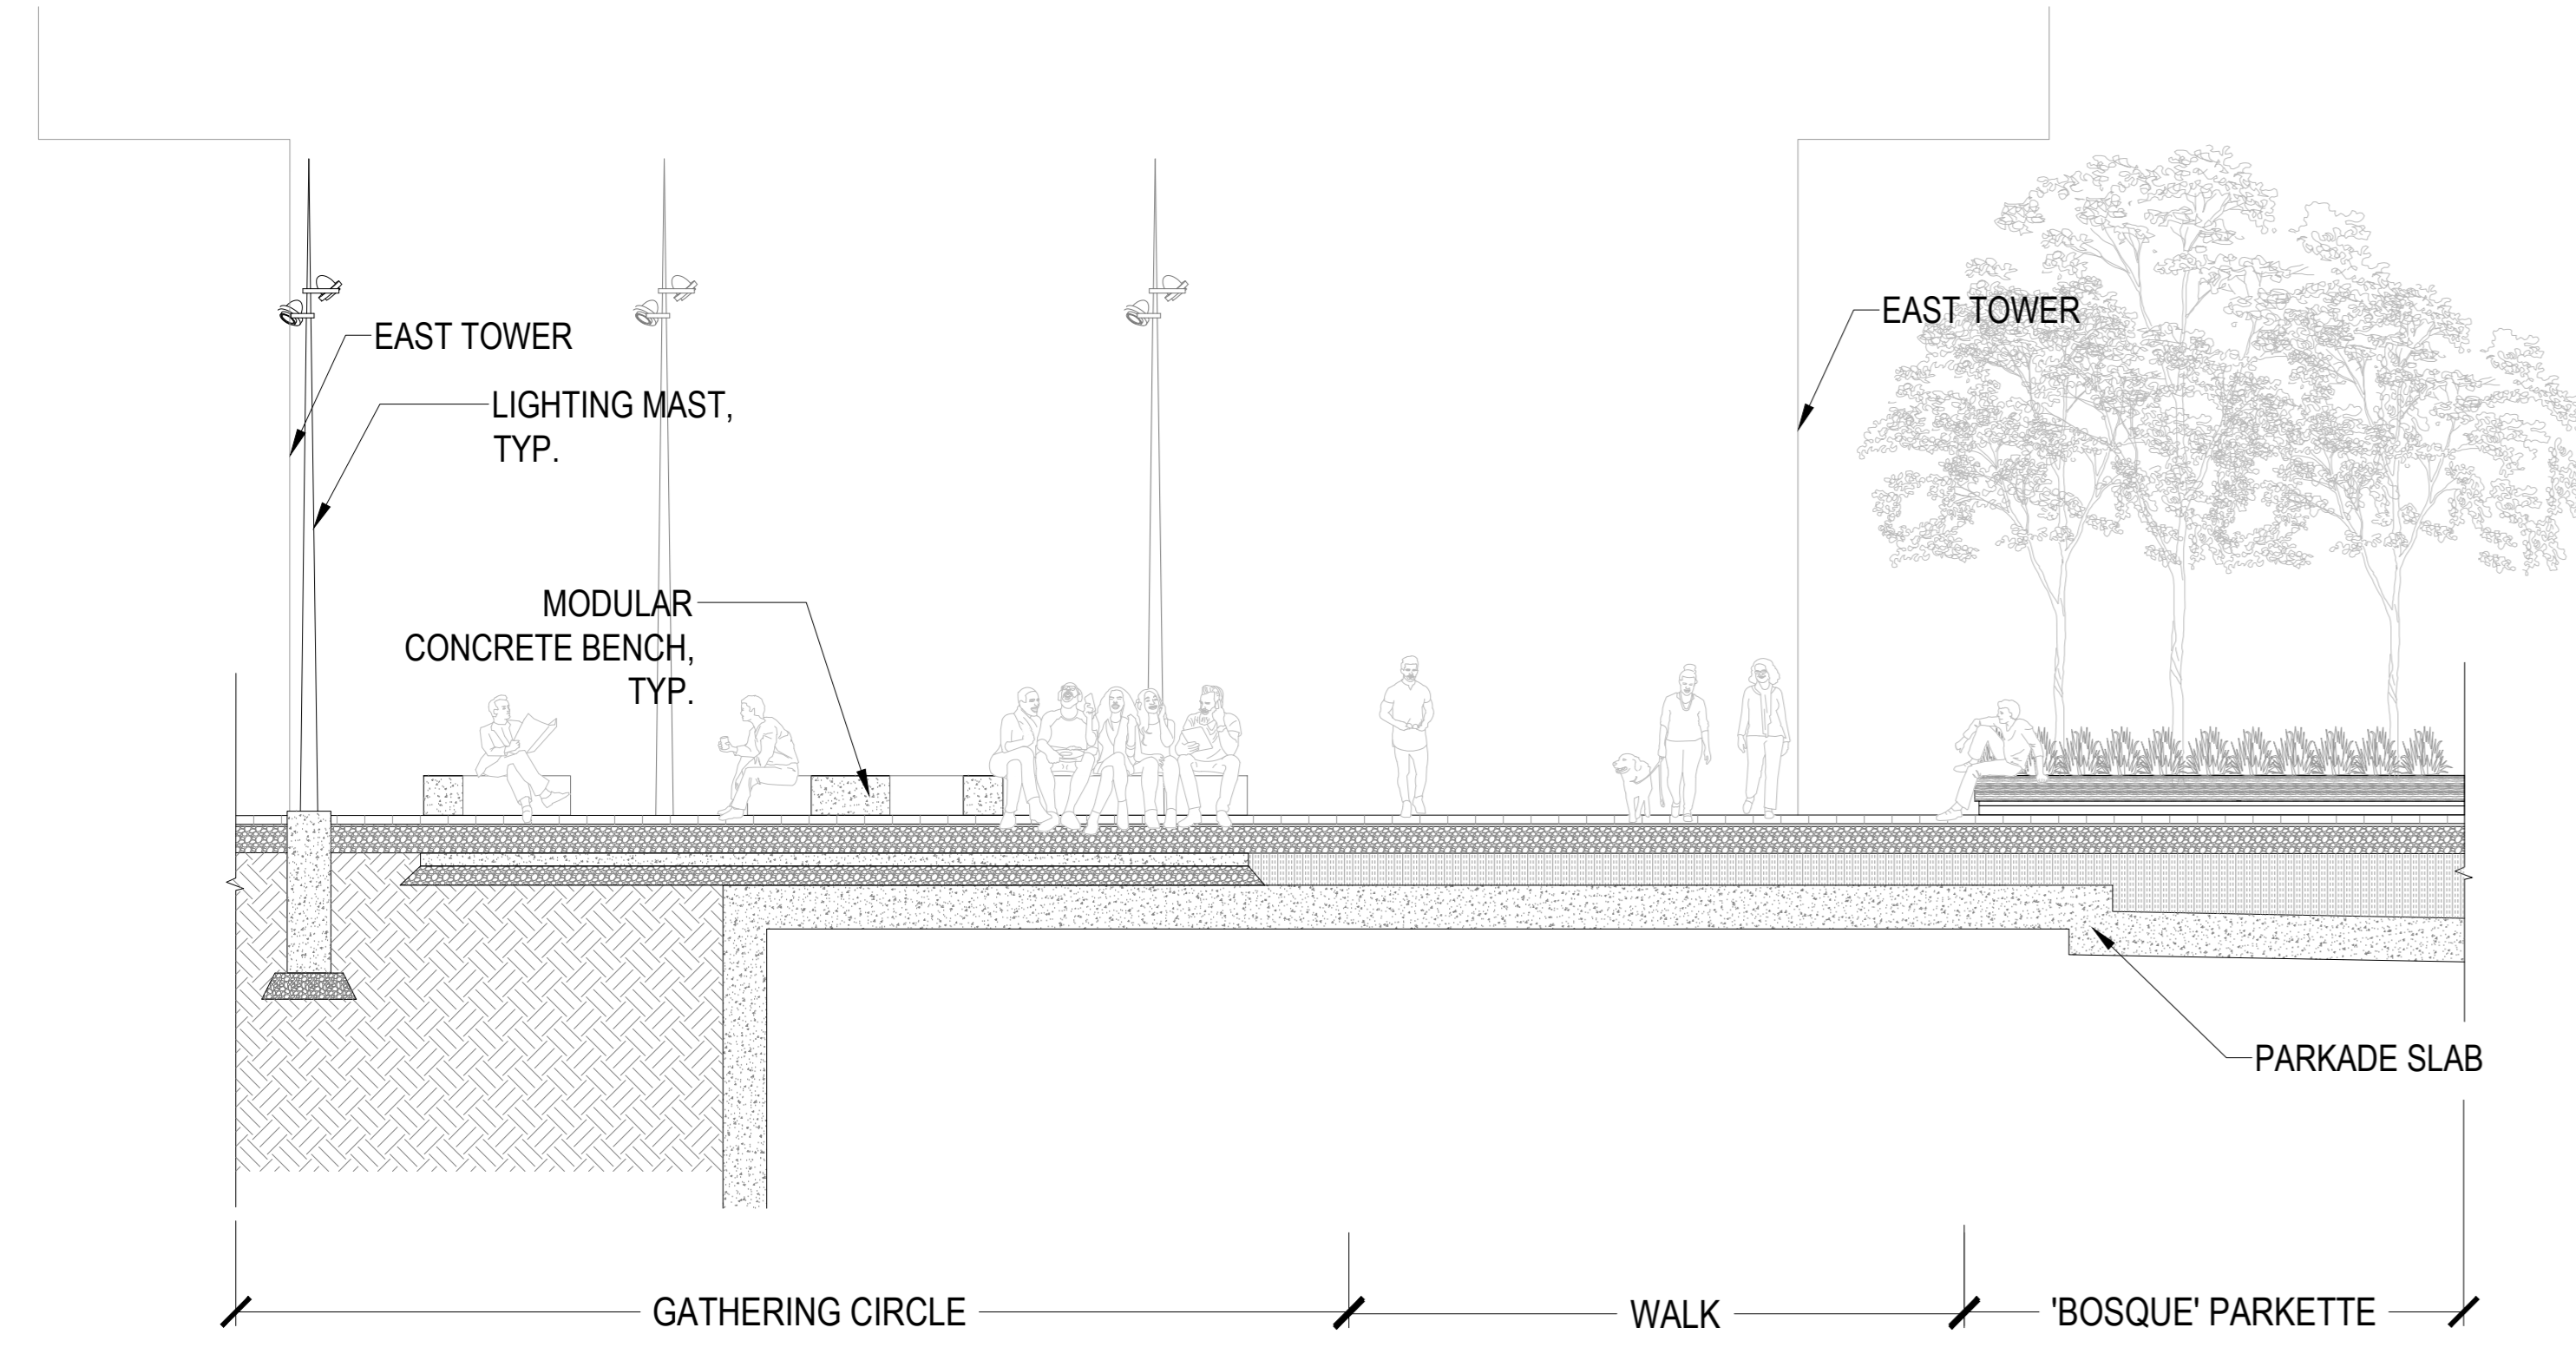 EAST TOWER
EAST TOWER
LIGHTING MAST,
TYP.
MODULAR
CONCRETE BENCH,
TYP.
PARKADE SLAB
GATHERING CIRCLE
WALK
'BOSQUE' PARKETTE